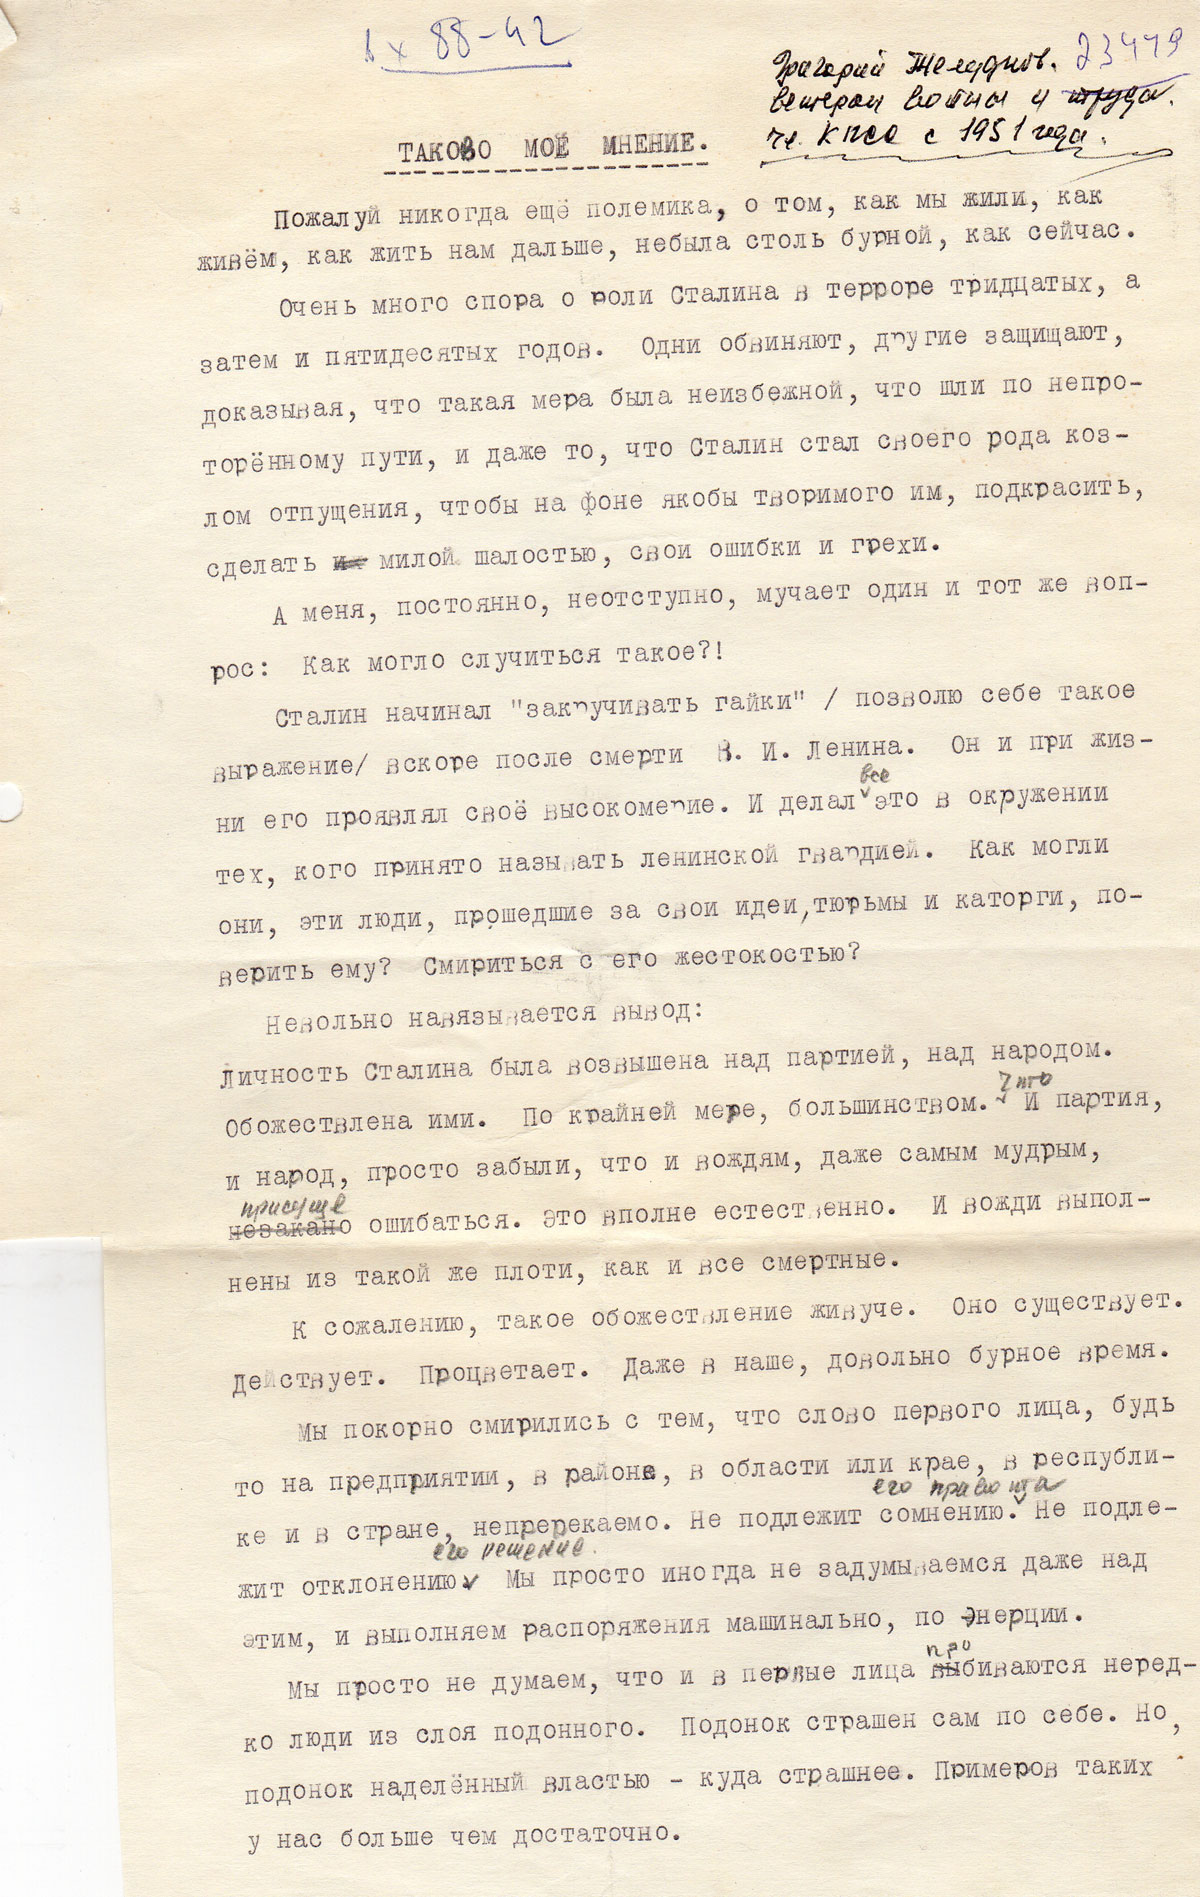 вх 88-42
23479
Григорий
ветеран войны и труда.
чл. КПСС с 1951 года.
ТАКОВО МОЁ МНЕНИЕ.
Пожалуй никогда ещё полемика, о том, как мы жили, как
живём, как жить нам дальше, небыла столь бурной, как сейчас.
Очень много спора о роли Сталина в терроре тридцатых, а
затем и пятидесятых годов. Одни обвиняют, другие защищают,
доказывая, что такая мера была неизбежной, что шли по непро-
торённому пути, и даже то, что Сталин стал своего рода коз-
лом отпущения, чтобы на фоне якобы творимого им, подкрасить,
сделать милой шалостью, свои ошибки и грехи.
А меня, постоянно, неотступно, мучает один и тот же воп-
рос: Как могло случиться такое?!
Сталин начинал "закручивать гайки" / позволю себе такое
выражение/ вскоре после смерти В. И. Ленина. Он и при жиз-
все
ни его проявлял своё высокомерие. И делал это в окружении
тех, кого принято называть ленинской гвардией. Как могли
они, эти люди, прошедшие за свои идеи, тюрьмы и каторги, по-
верить ему? Смириться с его жестокостью?
Невольно навязывается вывод:
Личность Сталина была возвышена над партией, над народом.
что
Обожествлена ими. По крайней мере, большинством. И партия,
и народ, просто забыли, что и вождям, даже самым мудрым,
присуще
незакано ошибаться. Это вполне естественно. И вожди выпол-
нены из такой же плоти, как и все смертные.
К сожалению, такое обожествление живуче. Оно существует.
Действует. Процветает. Даже в наше, довольно бурное время.
Мы покорно смирились с тем, что слово первого лица, будь
то на предприятии, в районе, в области или крае, в республи-
его правота
ке и в стране, непререкаемо. Не подлежит сомнению. Не подле-
его решение.
жит отклонению. Мы просто иногда не задумываемся даже над
этим, и выполняем распоряжения машинально, по энерции.
про
Мы просто не думаем, что и в первые лица выбиваются неред-
ко люди из слоя подонного. Подонок страшен сам по себе. Но,
подонок наделённый властью - куда страшнее. Примеров таких
у нас больше чем достаточно.